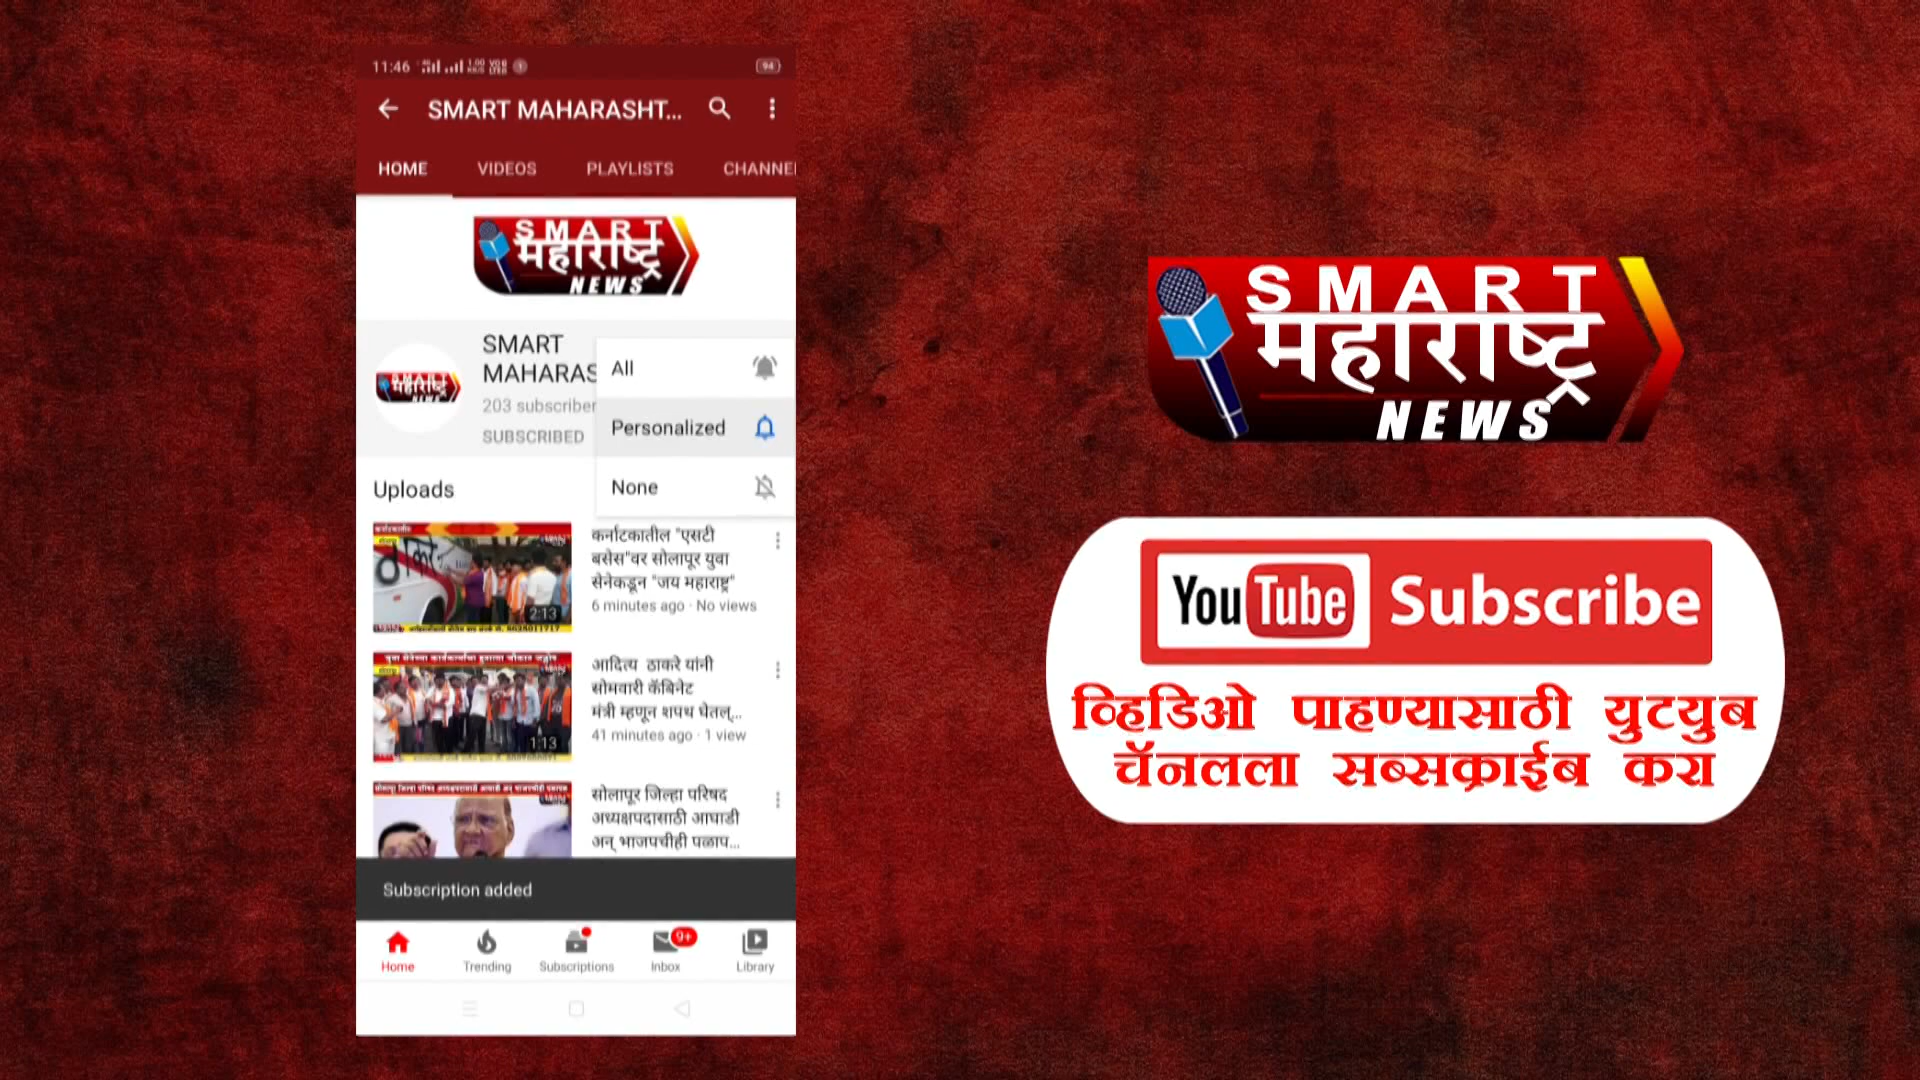 11:46
94
SMART MAHARASHT...
HOME VIDEOS PLAYLISTS CHANNEL
SMART
महाराष्ट्र
NEWS
SMART
MAHARAS
203 subscriber
SUBSCRIBED
All
Personalized
None
Uploads
कर्नाटकातील "एसटी
बसेस"वर सोलापूर युवा
सेनेकडून "जय महाराष्ट्र"
6 minutes ago · No views
2:13
आदित्य ठाकरे यांनी
सोमवारी कॅबिनेट
मंत्री म्हणून शपथ घेतल्...
41 minutes ago · 1 view
1:13
सोलापूर जिल्हा परिषद
अध्यक्षपदासाठी आघाडी
अन् भाजपचीही पळाप...
Subscription added
Home Trending Subscriptions Inbox 9+ Library
SMART
महाराष्ट्र
NEWS
YouTube Subscribe
व्हिडिओ पाहण्यासाठी युटयुब
चॅनलला सब्सक्राईब करा